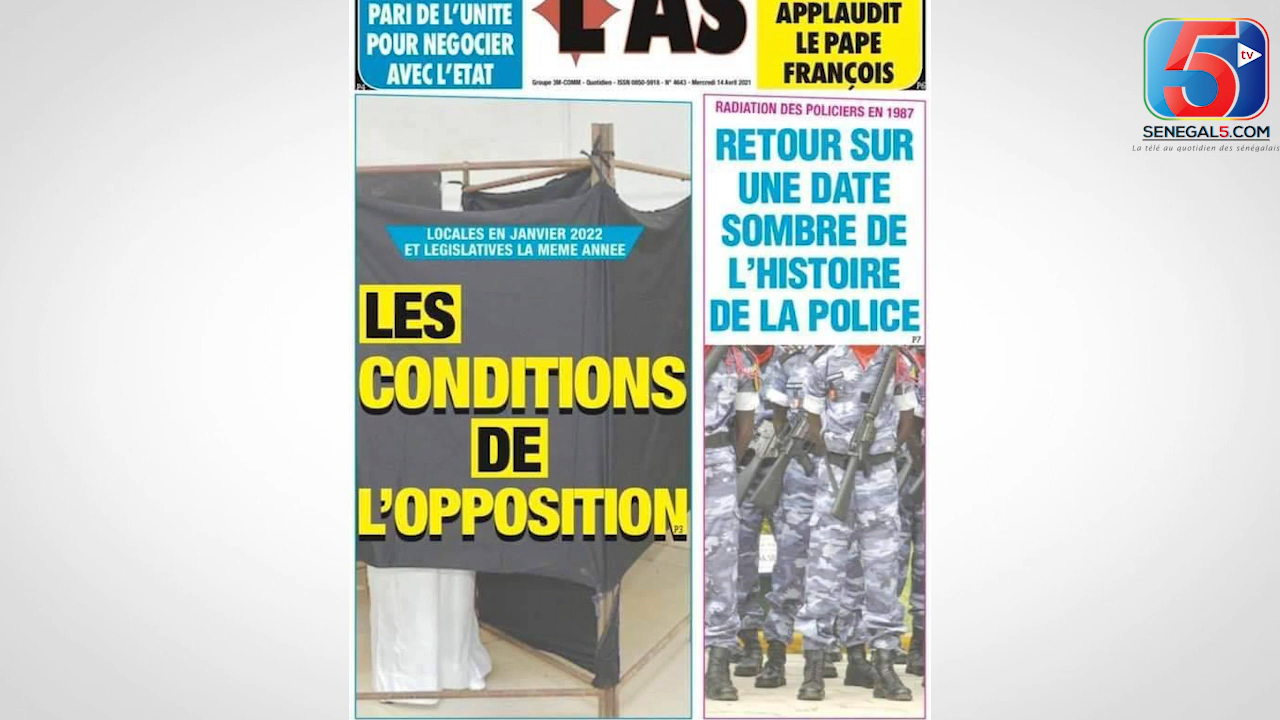 PARI DE L'UNITE
POUR NEGOCIER
AVEC L'ETAT
L'AS
Groupe 3M-COMM - Quotidien - ISSN 0850-5918 - N° 4643 - Mercredi 14 Avril 2021
APPLAUDIT
LE PAPE
FRANÇOIS
P6
5
tv
SENEGAL5.COM
La télé au quotidien des sénégalais
LOCALES EN JANVIER 2022
ET LEGISLATIVES LA MEME ANNEE
LES
CONDITIONS
DE
L'OPPOSITION
P3
RADIATION DES POLICIERS EN 1987
RETOUR SUR
UNE DATE
SOMBRE DE
L'HISTOIRE
DE LA POLICE
P7